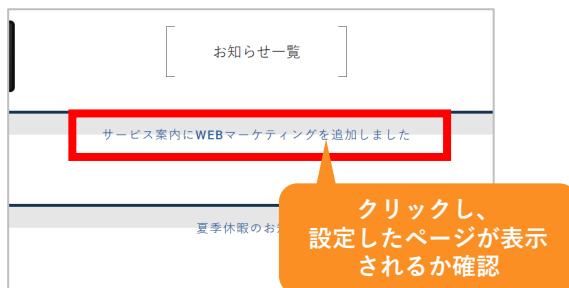 お知らせ一覧
サービス案内にWEBマーケティングを追加しました
夏季休暇のお
クリックし、
設定したページが表示
されるか確認